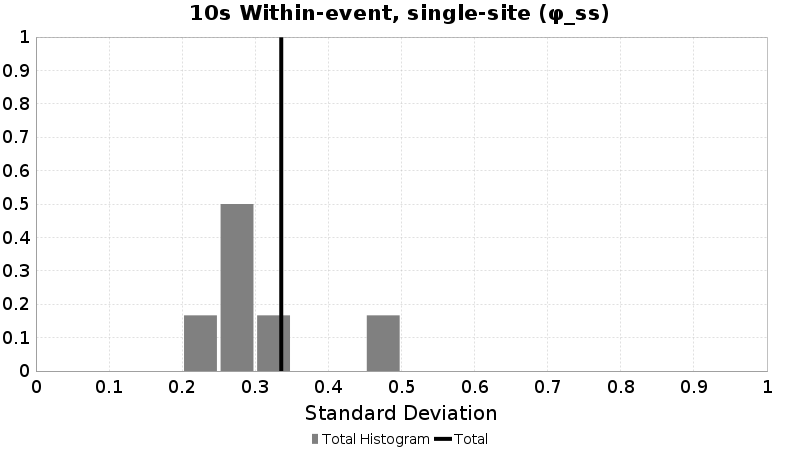 10s Within-event, single-site (φ_ss)
1
0.9
0.8
0.7
0.6
0.5
0.4
0.3
0.2
0.1
0
0 0.1 0.2 0.3 0.4 0.5 0.6 0.7 0.8 0.9 1
Standard Deviation
Total Histogram Total